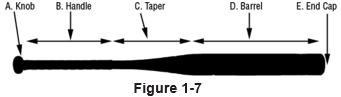 A. Knob B. Handle C. Taper D. Barrel E. End Cap
Figure 1-7